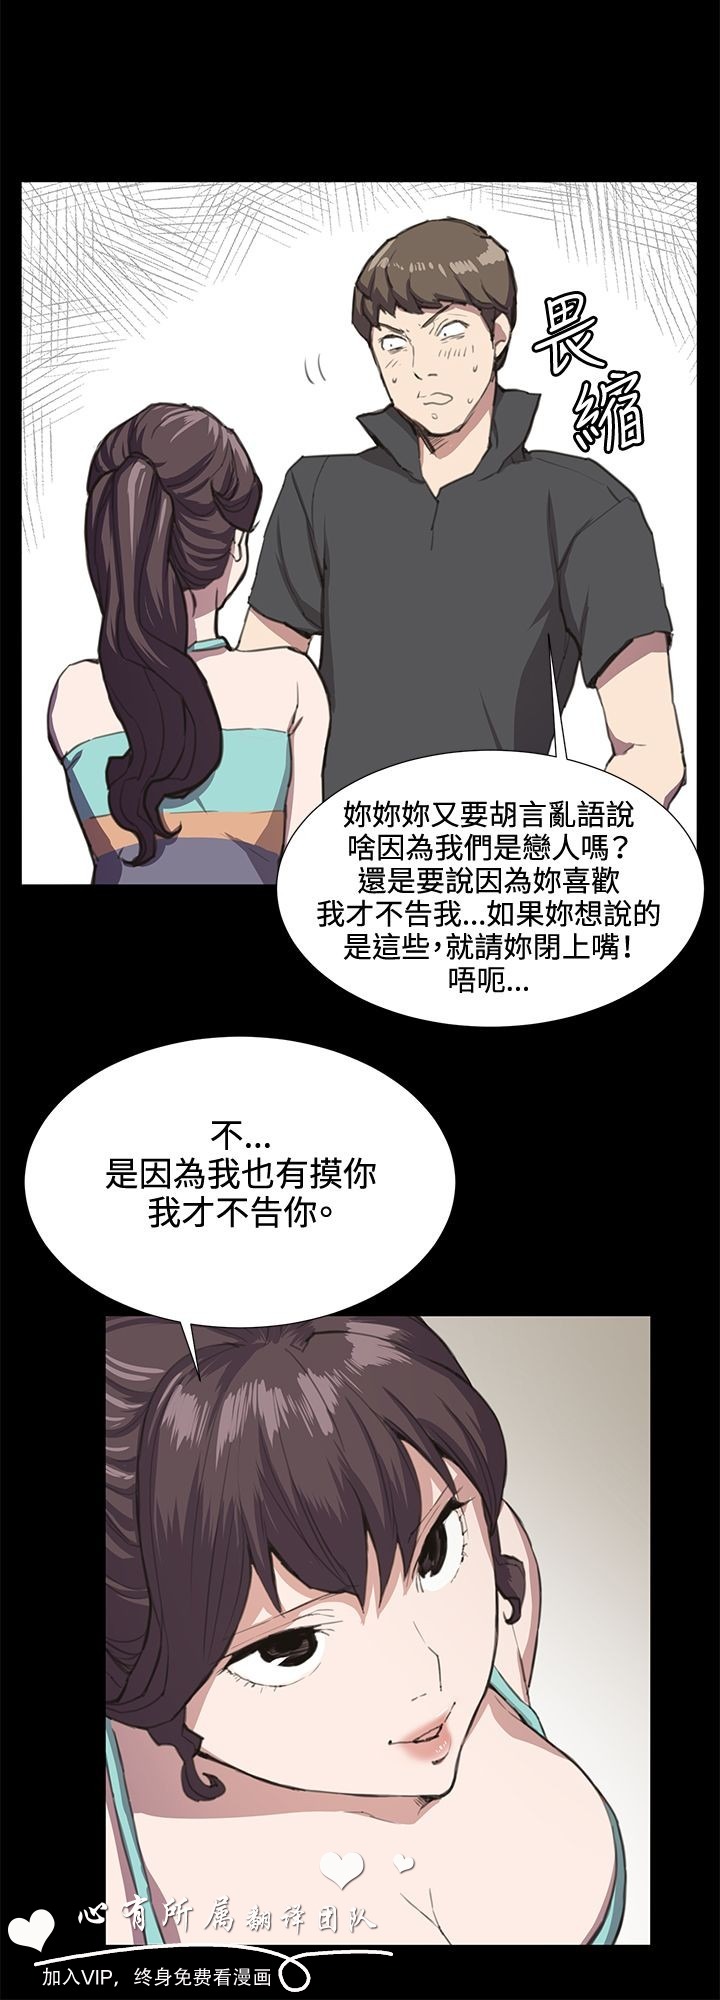 畏縮
妳妳妳又要胡言亂語說
啥因為我們是戀人嗎？
還是要說因為妳喜歡
我才不告我...如果妳想說的
是這些，就請妳閉上嘴！
唔呃...
不...
是因為我也有摸你
我才不告你。
心有所属翻译团队
加入VIP，终身免费看漫画